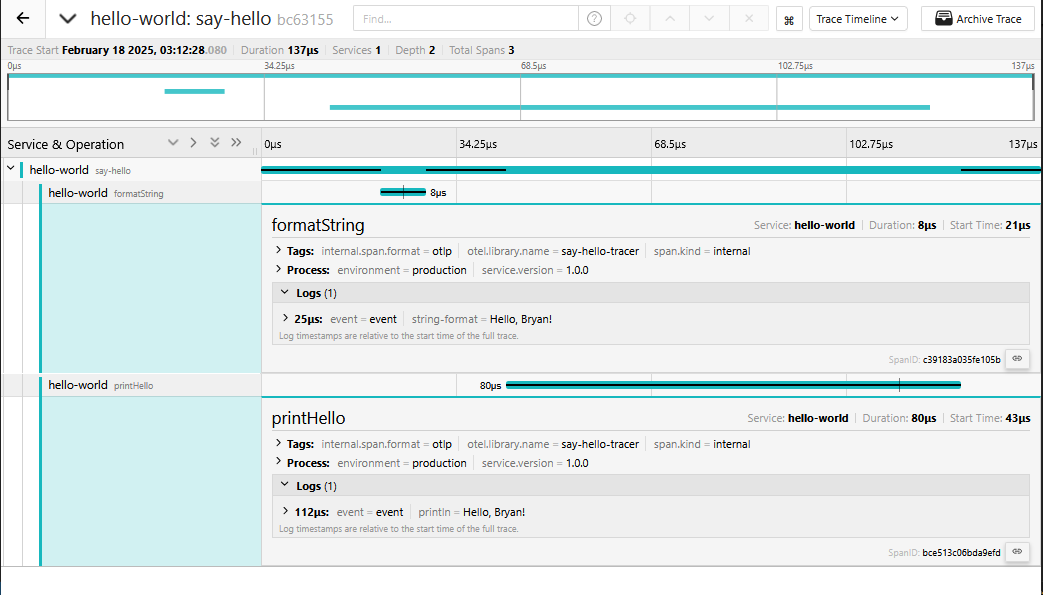 hello-world: say-hello bc63155 Find... ? ⌘ Trace Timeline Archive Trace
Trace Start February 18 2025, 03:12:28.080 Duration 137μs Services 1 Depth 2 Total Spans 3
0μs 34.25μs 68.5μs 102.75μs 137μs
Service & Operation 0μs 34.25μs 68.5μs 102.75μs 137μs
hello-world say-hello
hello-world formatString 8μs
formatString Service: hello-world Duration: 8μs Start Time: 21μs
Tags: internal.span.format = otlp otel.library.name = say-hello-tracer span.kind = internal
Process: environment = production service.version = 1.0.0
Logs (1)
25μs: event = event string-format = Hello, Bryan!
Log timestamps are relative to the start time of the full trace.
SpanID: c39183a035fe105b
hello-world printHello 80μs
printHello Service: hello-world Duration: 80μs Start Time: 43μs
Tags: internal.span.format = otlp otel.library.name = say-hello-tracer span.kind = internal
Process: environment = production service.version = 1.0.0
Logs (1)
112μs: event = event println = Hello, Bryan!
Log timestamps are relative to the start time of the full trace.
SpanID: bce513c06bda9efd